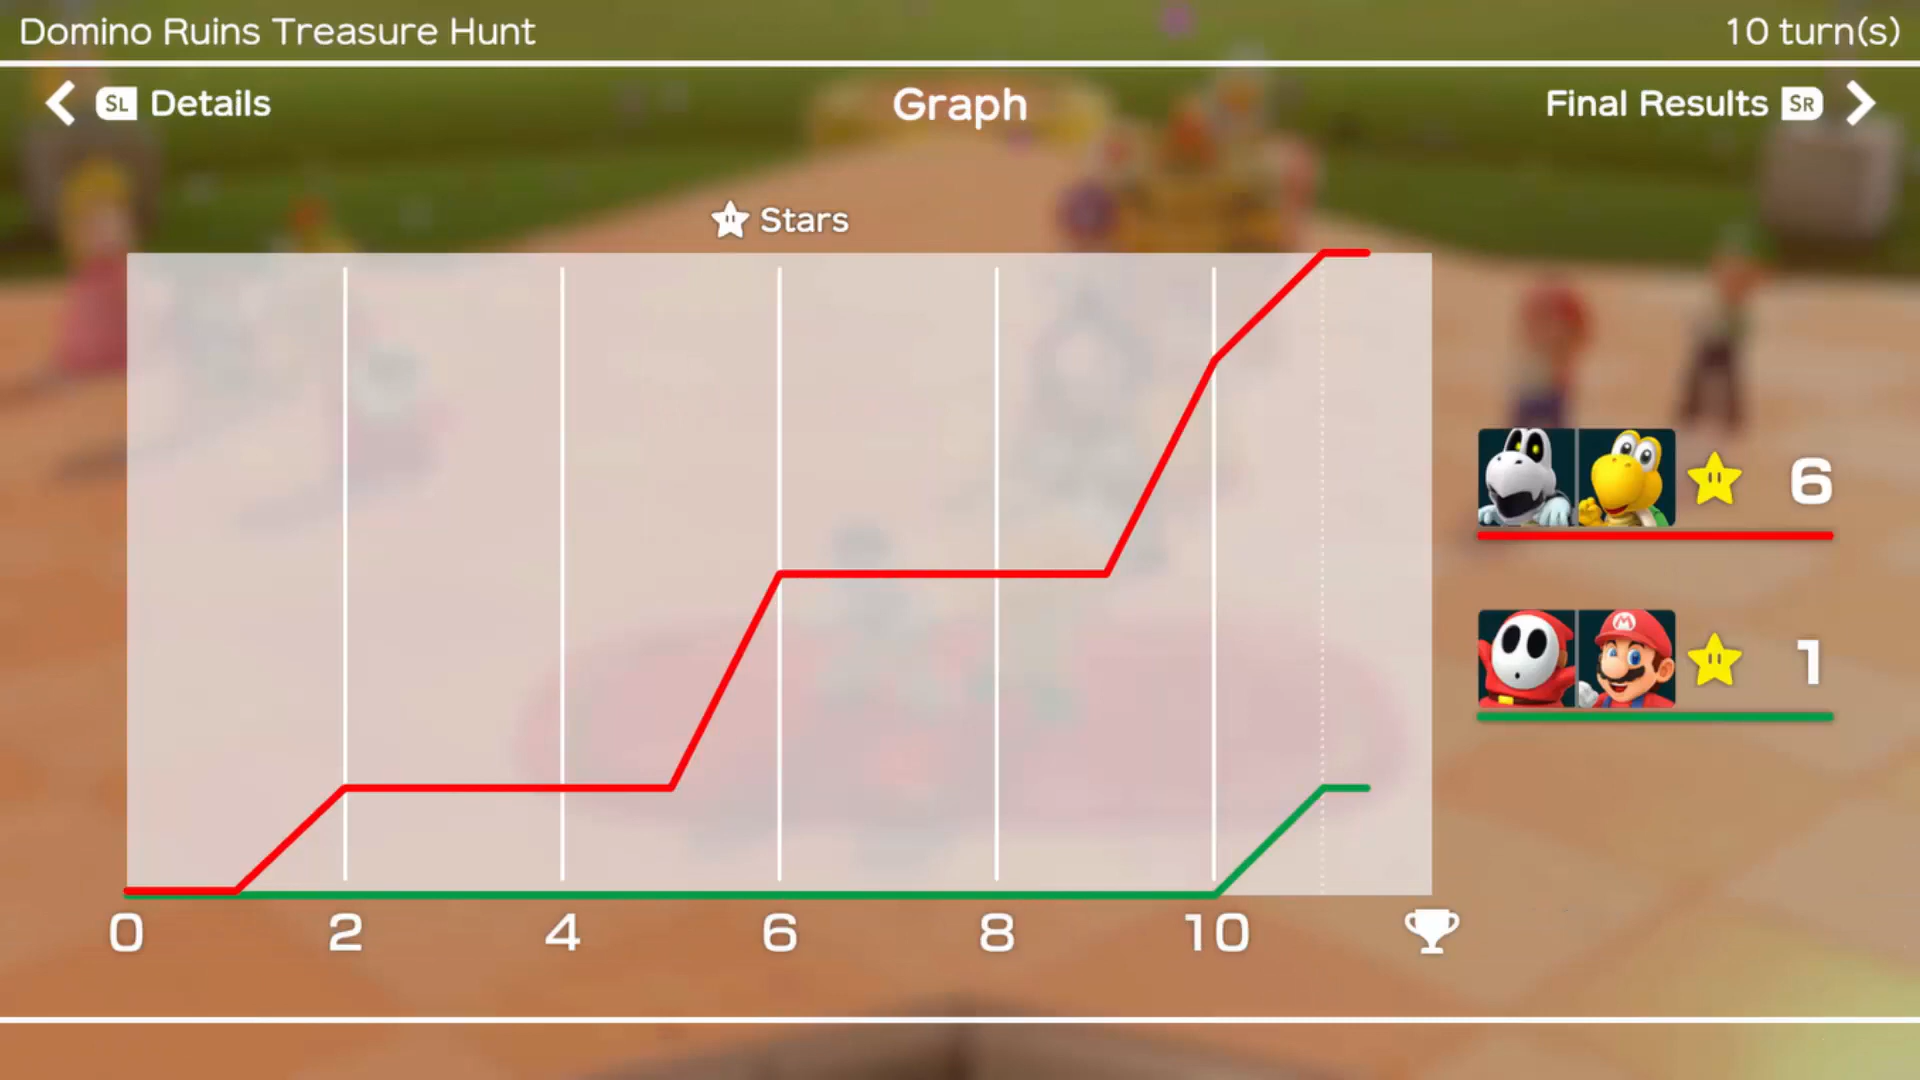 Domino Ruins Treasure Hunt
10 turn(s)
SL Details
Graph
Final Results SR
Stars
6
M
1
0 2 4 6 8 10